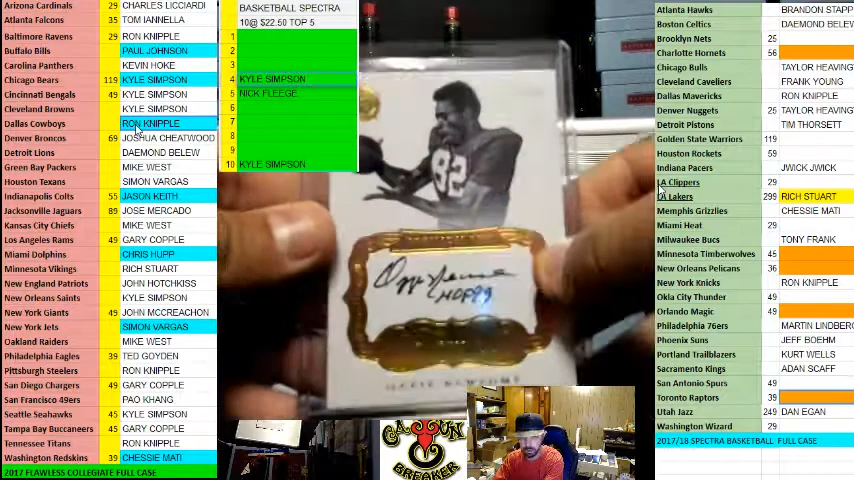 Arizona Cardinals 29 CHARLES LICCIARDI
Atlanta Falcons 35 TOM IANNELLA
Baltimore Ravens 29 RON KNIPPLE
Buffalo Bills PAUL JOHNSON
Carolina Panthers KEVIN HOKE
Chicago Bears 119 KYLE SIMPSON
Cincinnati Bengals 49 KYLE SIMPSON
Cleveland Browns KYLE SIMPSON
Dallas Cowboys RON KNIPPLE
Denver Broncos 69 JOSHUA CHEATWOOD
Detroit Lions DAEMOND BELEW
Green Bay Packers MIKE WEST
Houston Texans SIMON VARGAS
Indianapolis Colts 55 JASON KEITH
Jacksonville Jaguars 89 JOSE MERCADO
Kansas City Chiefs MIKE WEST
Los Angeles Rams 49 GARY COPPLE
Miami Dolphins CHRIS HUPP
Minnesota Vikings RICH STUART
New England Patriots JOHN HOTCHKISS
New Orleans Saints KYLE SIMPSON
New York Giants 49 JOHN MCCREACHON
New York Jets SIMON VARGAS
Oakland Raiders MIKE WEST
Philadelphia Eagles 39 TED GOYDEN
Pittsburgh Steelers RON KNIPPLE
San Diego Chargers 49 GARY COPPLE
San Francisco 49ers PAO KHANG
Seattle Seahawks 45 KYLE SIMPSON
Tampa Bay Buccaneers 45 GARY COPPLE
Tennessee Titans RON KNIPPLE
Washington Redskins 39 CHESSIE MATI
2017 FLAWLESS COLLEGIATE FULL CASE
BASKETBALL SPECTRA
10@ $22.50 TOP 5
1
2
3
4 KYLE SIMPSON
5 NICK FLEEGE
6
7
8
9
10 KYLE SIMPSON
82
Ozzie Newsome
HOF 99
OZZIE NEWSOME
CAJUN
BREAKER
Atlanta Hawks BRANDON STAPP
Boston Celtics DAEMOND BELEW
Brooklyn Nets 25
Charlotte Hornets 56
Chicago Bulls TAYLOR HEAVING
Cleveland Cavaliers FRANK YOUNG
Dallas Mavericks RON KNIPPLE
Denver Nuggets 25 TAYLOR HEAVING
Detroit Pistons TIM THORSETT
Golden State Warriors 119
Houston Rockets 59
Indiana Pacers JWICK JWICK
LA Clippers 29
LA Lakers 299 RICH STUART
Memphis Grizzlies CHESSIE MATI
Miami Heat 29
Milwaukee Bucs TONY FRANK
Minnesota Timberwolves 45
New Orleans Pelicans 36
New York Knicks RON KNIPPLE
Okla City Thunder 49
Orlando Magic 49
Philadelphia 76ers MARTIN LINDBERG
Phoenix Suns JEFF BOEHM
Portland Trailblazers KURT WELLS
Sacramento Kings ADAN SCAFF
San Antonio Spurs 49
Toronto Raptors 39
Utah Jazz 249 DAN EGAN
Washington Wizard 29
2017/18 SPECTRA BASKETBALL FULL CASE